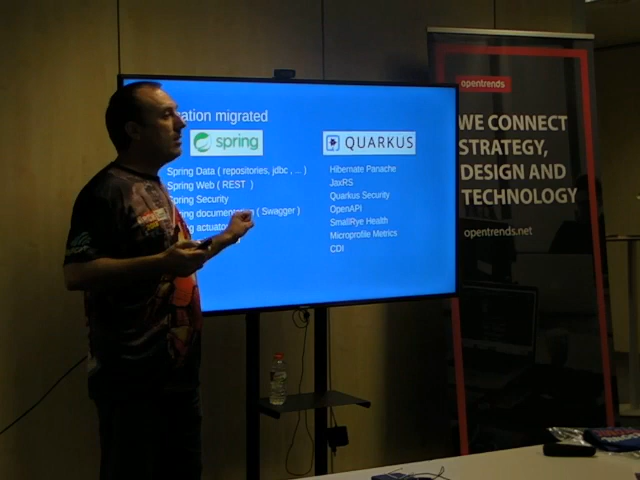 ation migrated
spring
QUARKUS
Spring Data ( repositories, jdbc , ... )
Spring Web ( REST )
Spring Security
documentation ( Swagger )
actuator
Hibernate Panache
JaxRS
Quarkus Security
OpenAPI
SmallRye Health
Microprofile Metrics
CDI
opentrends
WE CONNECT
STRATEGY,
DESIGN AND
TECHNOLOGY
opentrends.net